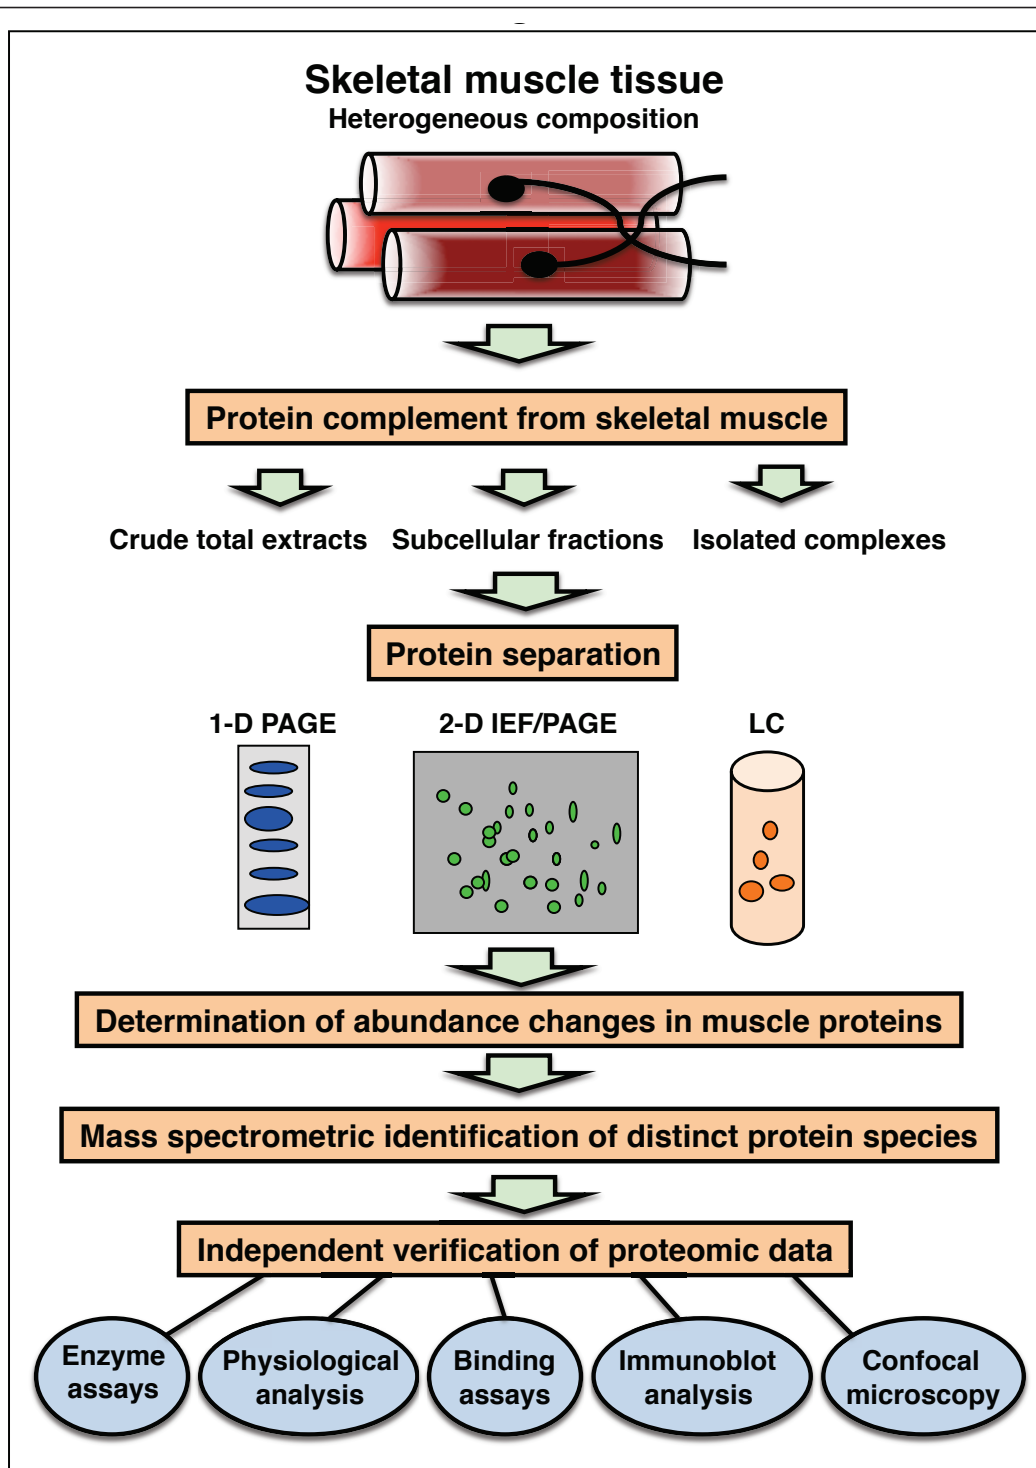 Skeletal muscle tissue
Heterogeneous composition
Protein complement from skeletal muscle
Crude total extracts Subcellular fractions Isolated complexes
Protein separation
1-D PAGE 2-D IEF/PAGE LC
Determination of abundance changes in muscle proteins
Mass spectrometric identification of distinct protein species
Independent verification of proteomic data
Enzyme
assays
Physiological
analysis
Binding
assays
Immunoblot
analysis
Confocal
microscopy